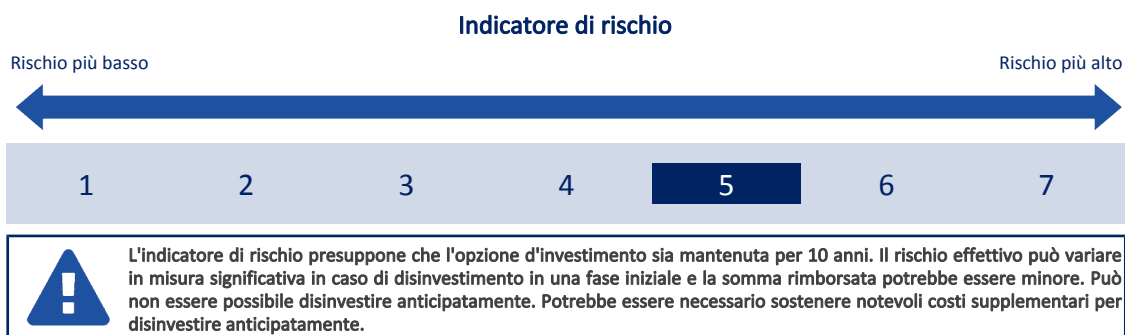 Indicatore di rischio
Rischio più basso Rischio più alto
1 2 3 4 5 6 7
L'indicatore di rischio presuppone che l'opzione d'investimento sia mantenuta per 10 anni. Il rischio effettivo può variare
in misura significativa in caso di disinvestimento in una fase iniziale e la somma rimborsata potrebbe essere minore. Può
non essere possibile disinvestire anticipatamente. Potrebbe essere necessario sostenere notevoli costi supplementari per
disinvestire anticipatamente.